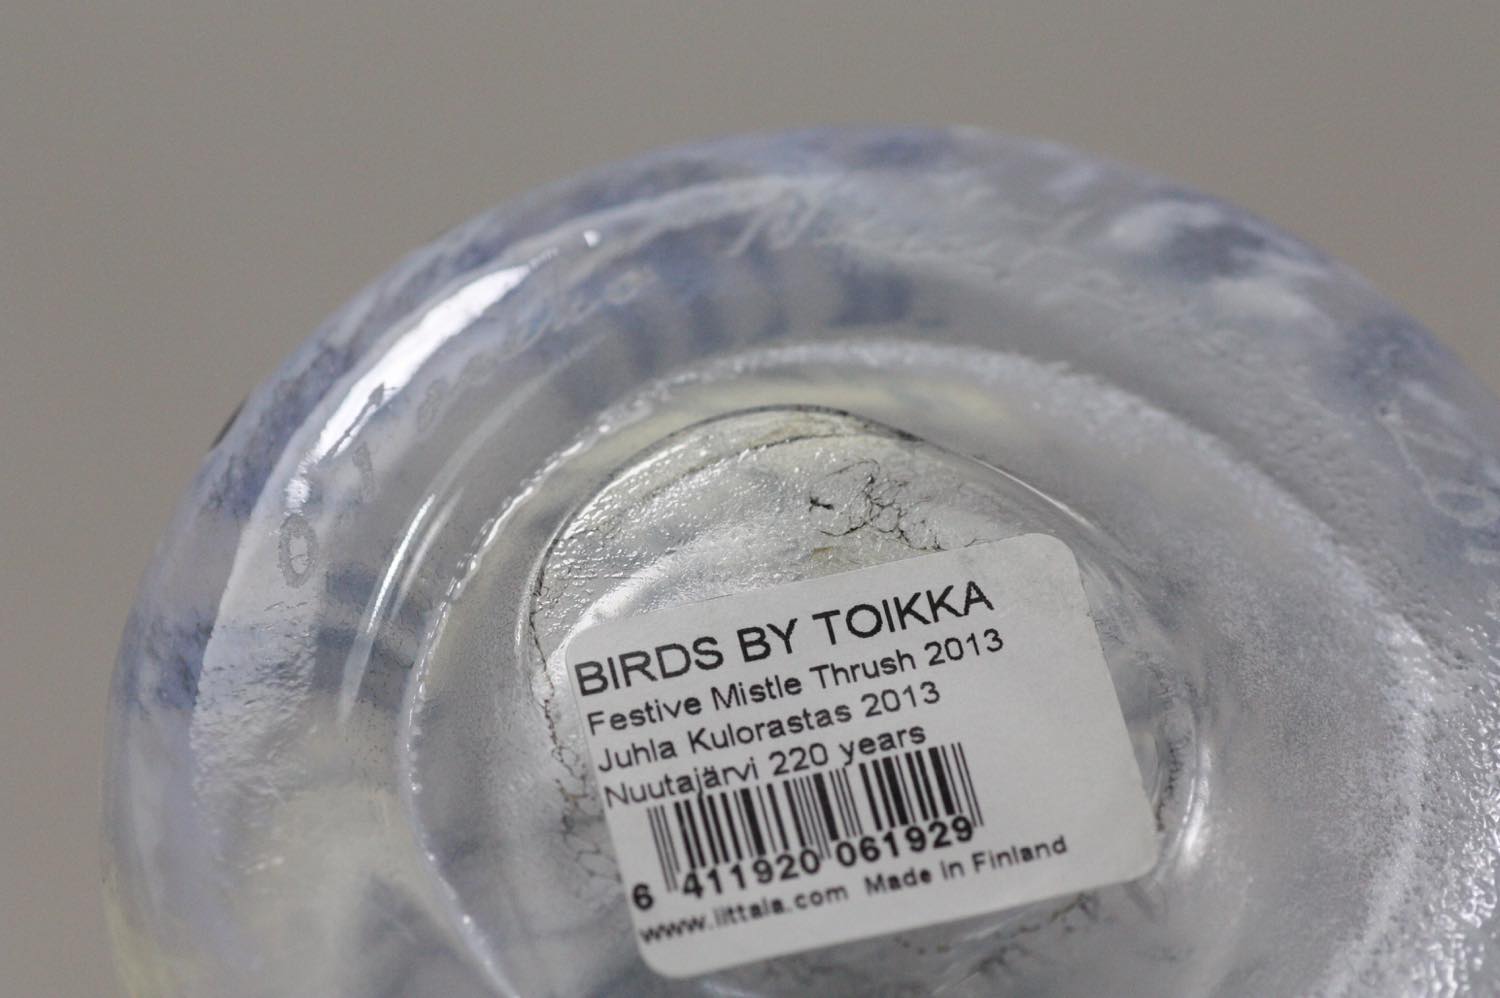 BIRDS BY TOIKKA
Festive Mistle Thrush 2013
Juhla Kulorastas 2013
Nuutajärvi 220 years
6 411920 061929
www.iittala.com Made in Finland